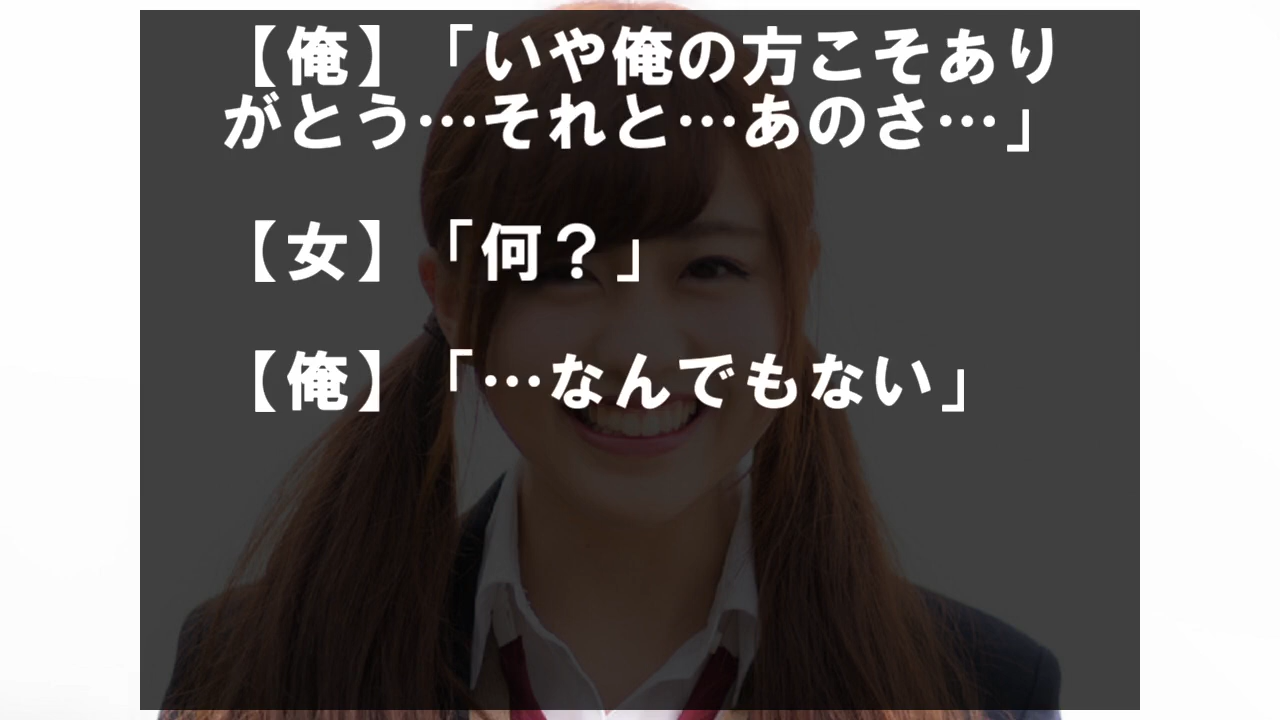 【俺】「いや俺の方こそあり
がとう…それと…あのさ…」
【女】「何？」
【俺】「…なんでもない」